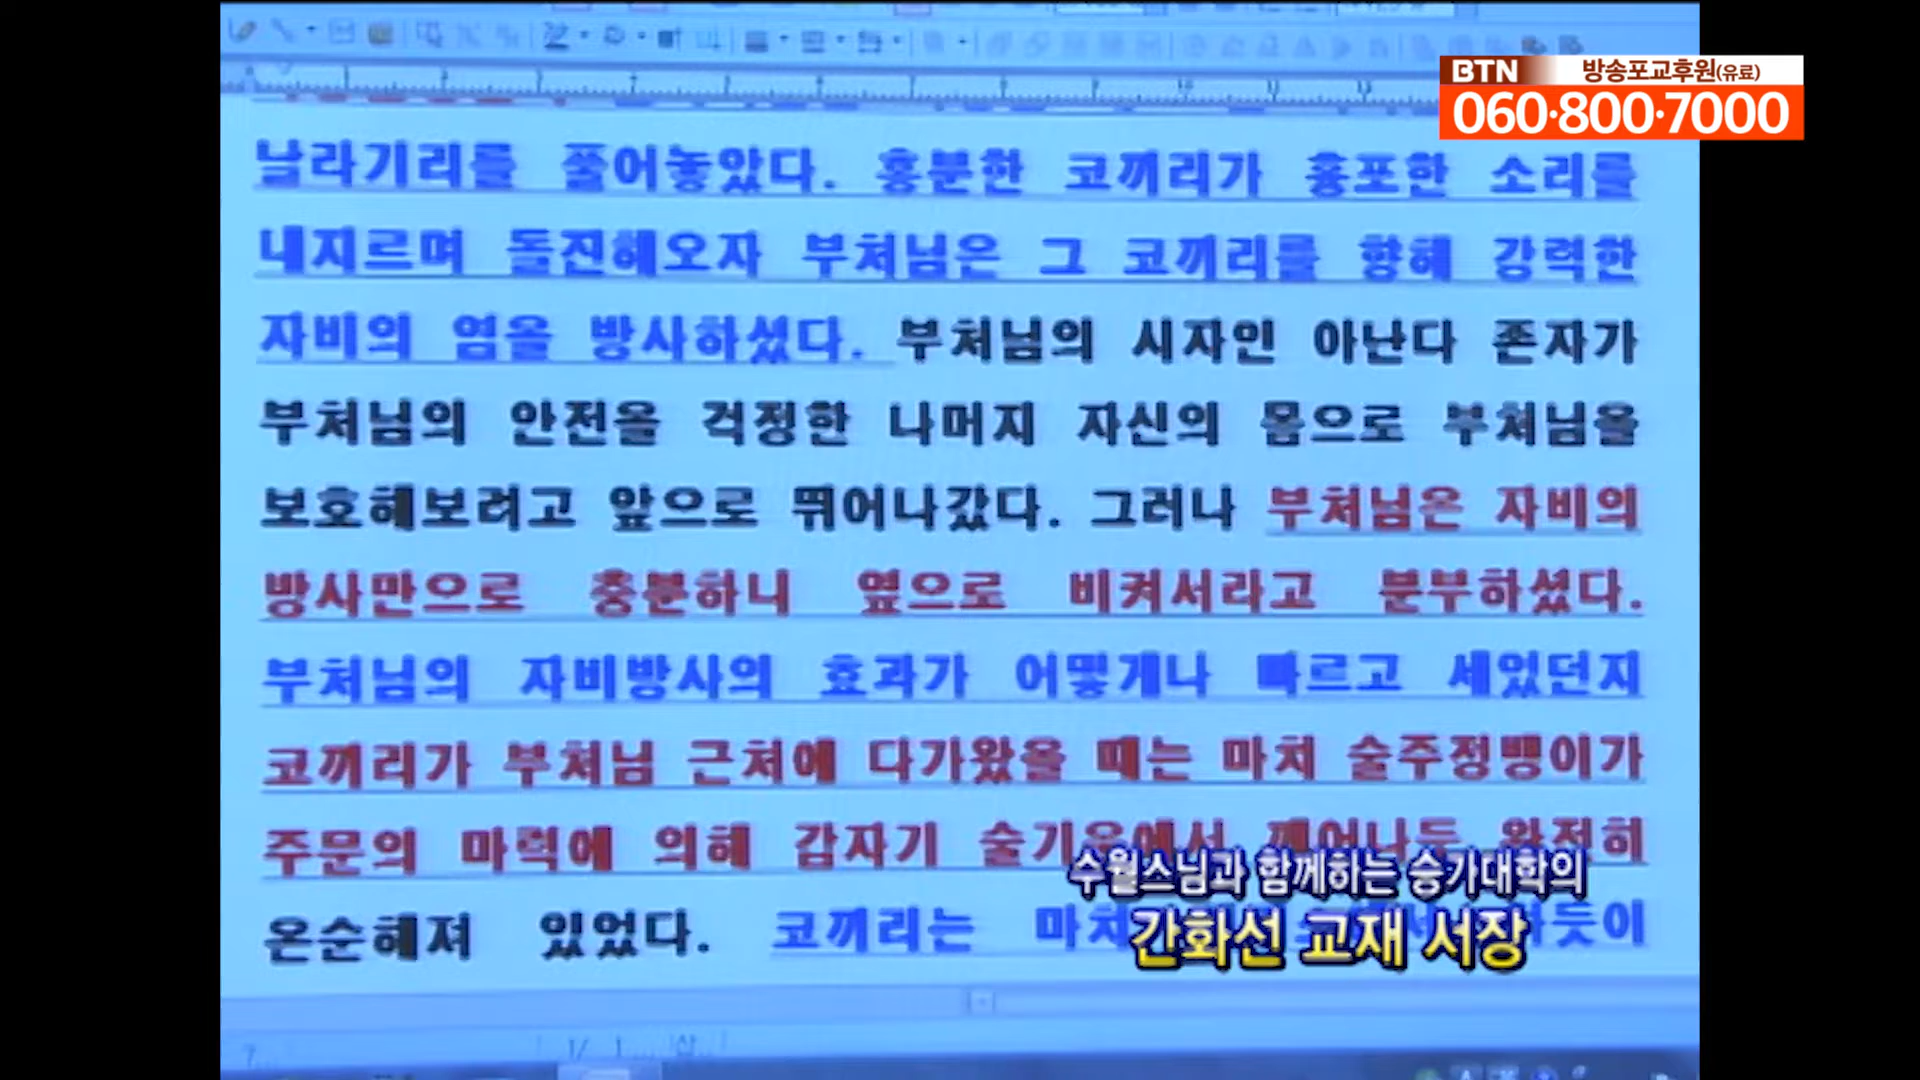 BTN 방송포교후원(유료)
060·800·7000
날라기리를 풀어놓았다. 흥분한 코끼리가 흉포한 소리를
내지르며 돌진해오자 부처님은 그 코끼리를 향해 강력한
자비의 염을 방사하셨다. 부처님의 시자인 아난다 존자가
부처님의 안전을 걱정한 나머지 자신의 몸으로 부처님을
보호해보려고 앞으로 뛰어나갔다. 그러나 부처님은 자비의
방사만으로 충분하니 옆으로 비켜서라고 분부하셨다.
부처님의 자비방사의 효과가 어떻게나 빠르고 세었던지
코끼리가 부처님 근처에 다가왔을 때는 마치 술주정뱅이가
주문의 마력에 의해 갑자기 술기운에서 깨어나듯 완전히
온순해져 있었다. 코끼리는 마치
수월스님과 함께하는 승가대학의
간화선 교재 서장